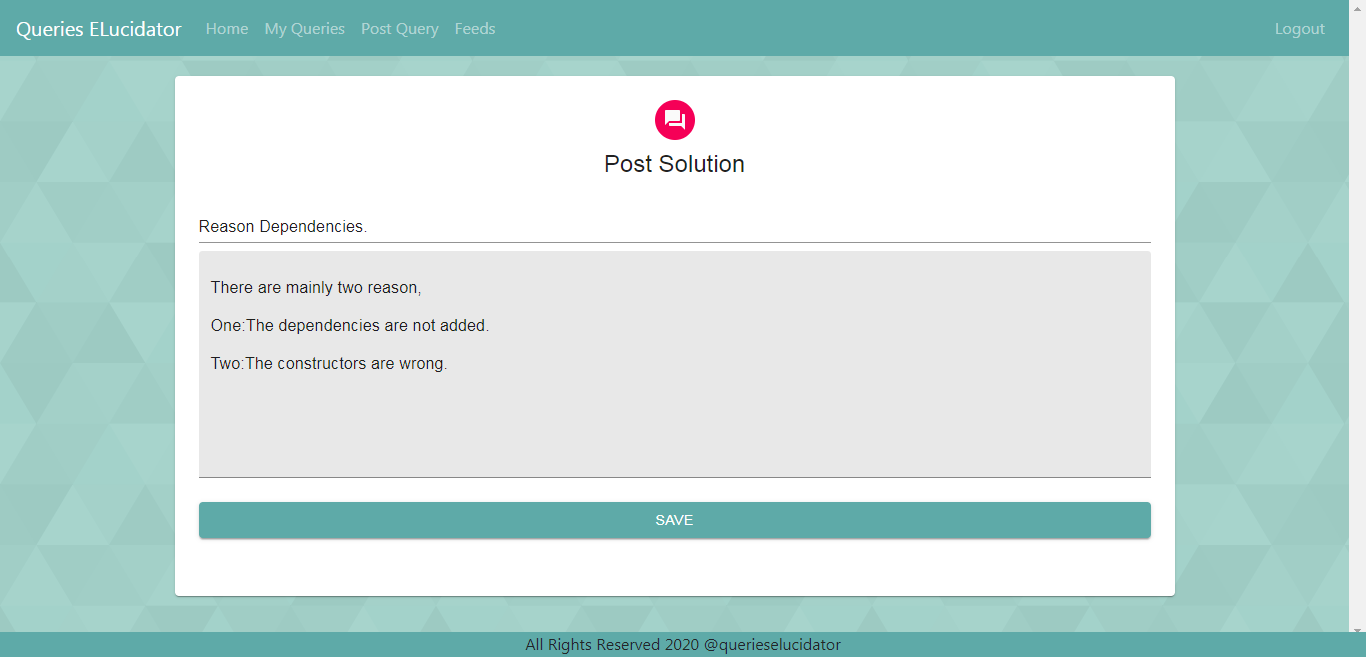 Queries ELucidator Home My Queries Post Query Feeds Logout
Post Solution
Reason Dependencies.
There are mainly two reason,
One:The dependencies are not added.
Two:The constructors are wrong.
SAVE
All Rights Reserved 2020 @querieselucidator